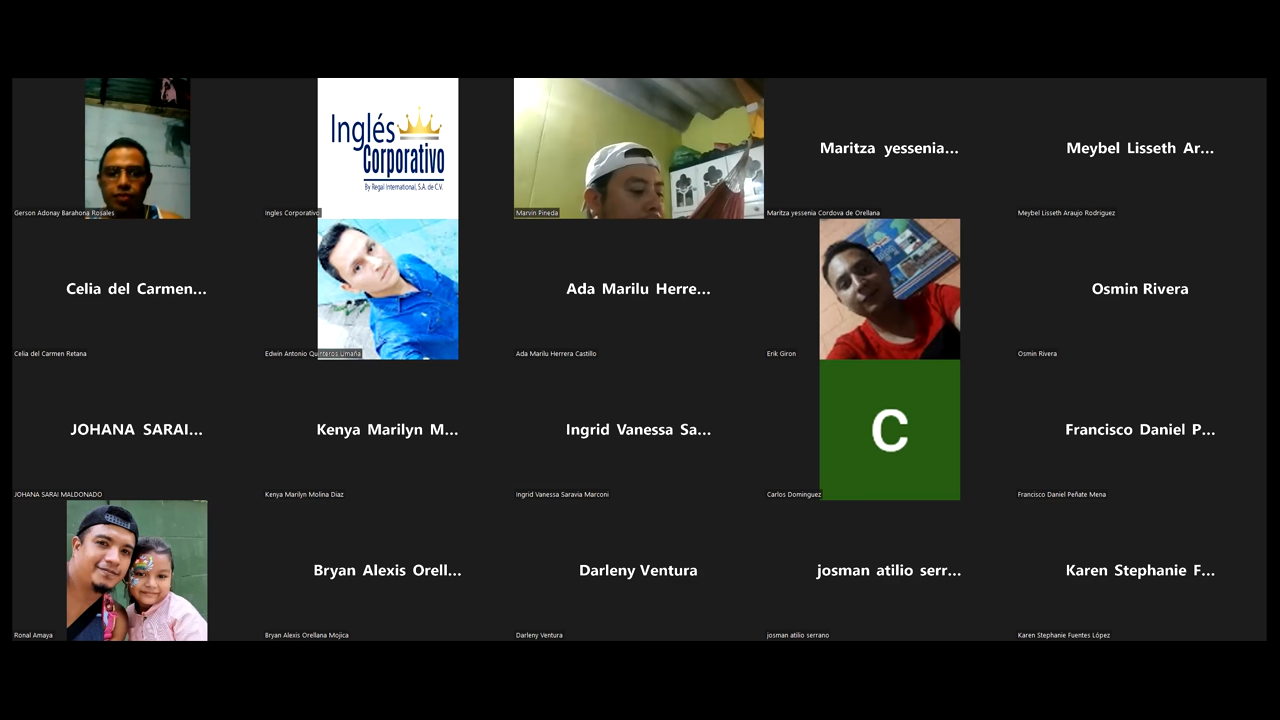 Gerson Adonay Barahona Rosales
Inglés
Corporativo
By Regal International, S.A. de C.V.
Ingles Corporativo
Marvin Pineda
Maritza yessenia...
Maritza yessenia Cordova de Orellana
Meybel Lisseth Ar...
Meybel Lisseth Araujo Rodriguez
Celia del Carmen...
Celia del Carmen Retana
Edwin Antonio Quinteros Umaña
Ada Marilu Herre...
Ada Marilu Herrera Castillo
Erik Giron
Osmin Rivera
Osmin Rivera
JOHANA SARAI...
JOHANA SARAI MALDONADO
Kenya Marilyn M...
Kenya Marilyn Molina Diaz
Ingrid Vanessa Sa...
Ingrid Vanessa Saravia Marconi
C
Carlos Dominguez
Francisco Daniel P...
Francisco Daniel Peñate Mena
Ronal Amaya
Bryan Alexis Orell...
Bryan Alexis Orellana Mojica
Darleny Ventura
Darleny Ventura
josman atilio serr...
josman atilio serrano
Karen Stephanie F...
Karen Stephanie Fuentes López